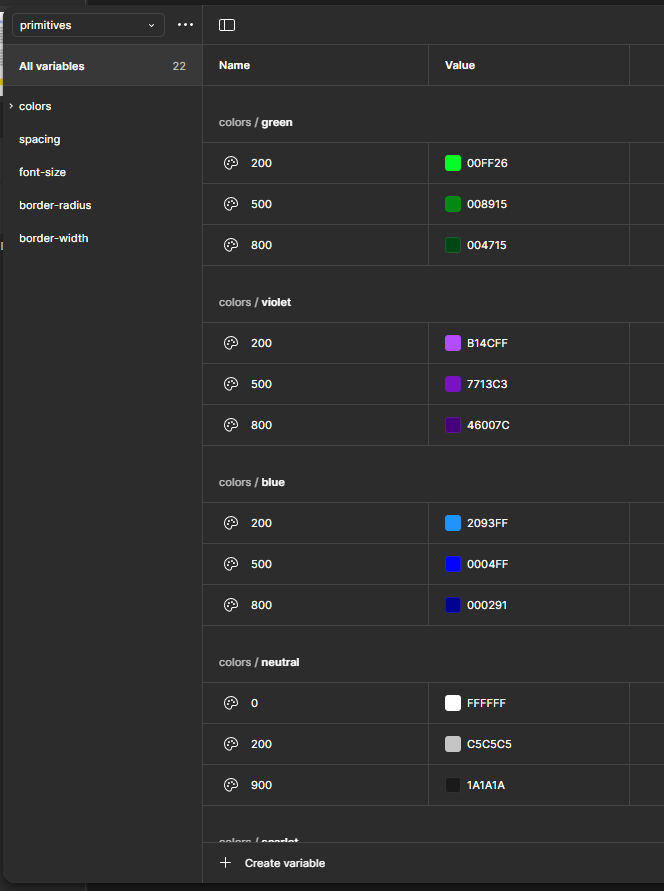 primitives
All variables 22
colors
spacing
font-size
border-radius
border-width
Name Value
colors / green
200 00FF26
500 008915
800 004715
colors / violet
200 B14CFF
500 7713C3
800 46007C
colors / blue
200 2093FF
500 0004FF
800 000291
colors / neutral
0 FFFFFF
200 C5C5C5
900 1A1A1A
colors / scarlet
Create variable